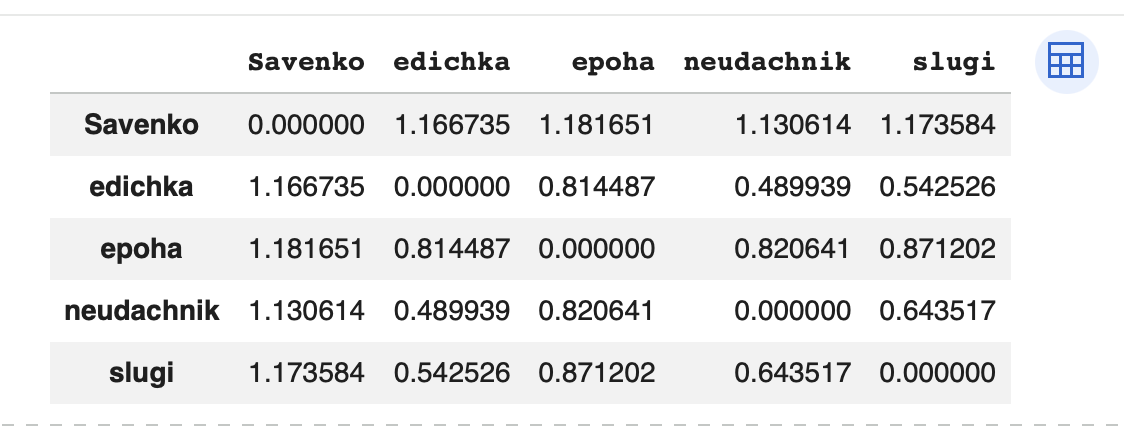 Savenko edichka epoha neudachnik slugi
Savenko 0.000000 1.166735 1.181651 1.130614 1.173584
edichka 1.166735 0.000000 0.814487 0.489939 0.542526
epoha 1.181651 0.814487 0.000000 0.820641 0.871202
neudachnik 1.130614 0.489939 0.820641 0.000000 0.643517
slugi 1.173584 0.542526 0.871202 0.643517 0.000000